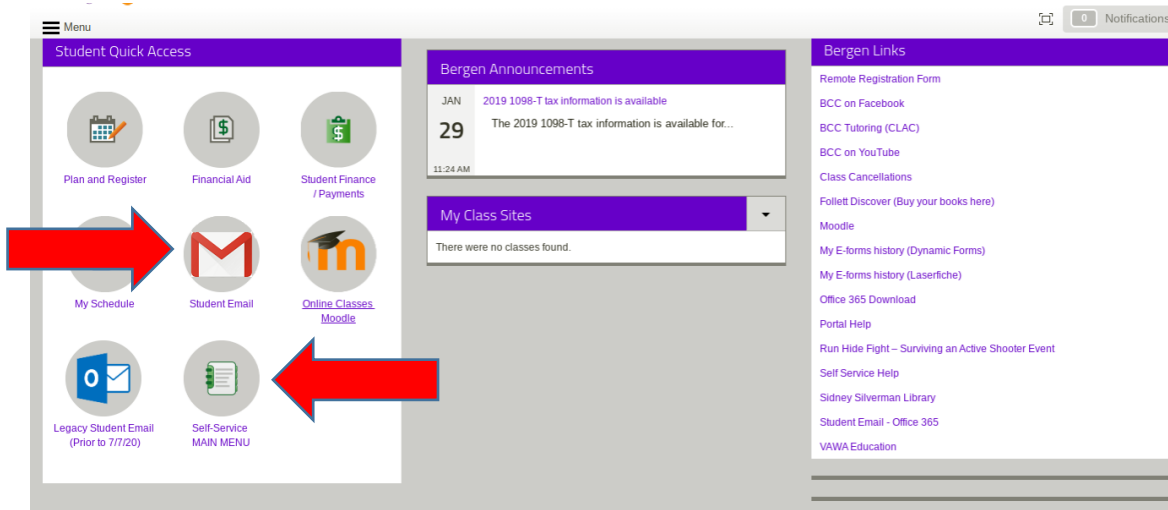 Menu
0 Notifications
Student Quick Access
Plan and Register
Financial Aid
Student Finance
/ Payments
My Schedule
Student Email
Online Classes
Moodle
Legacy Student Email
(Prior to 7/7/20)
Self-Service
MAIN MENU
Bergen Announcements
JAN
29
11:24 AM
2019 1098-T tax information is available
The 2019 1098-T tax information is available for...
My Class Sites
There were no classes found.
Bergen Links
Remote Registration Form
BCC on Facebook
BCC Tutoring (CLAC)
BCC on YouTube
Class Cancellations
Follett Discover (Buy your books here)
Moodle
My E-forms history (Dynamic Forms)
My E-forms history (Laserfiche)
Office 365 Download
Portal Help
Run Hide Fight – Surviving an Active Shooter Event
Self Service Help
Sidney Silverman Library
Student Email - Office 365
VAWA Education